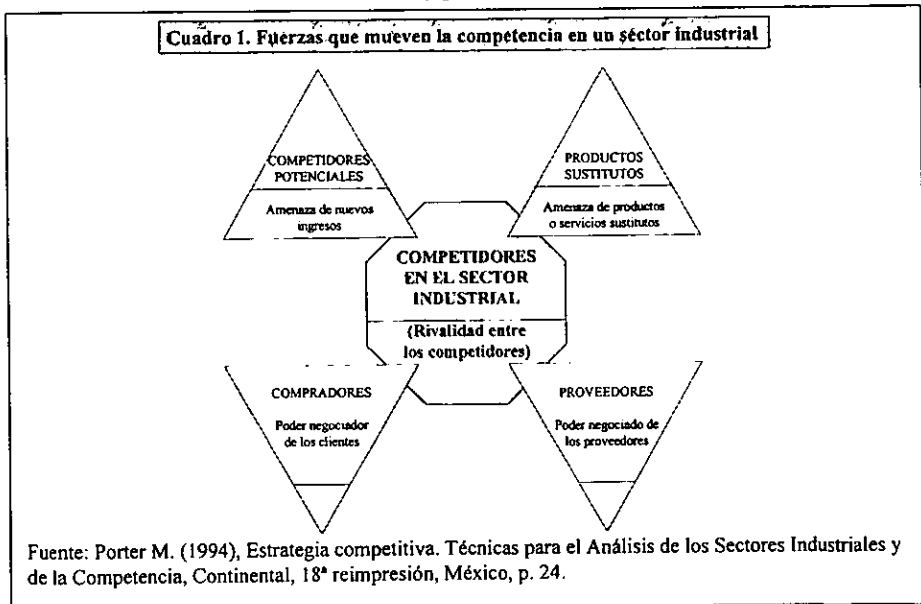 Cuadro 1. Fuerzas que mueven la competencia en un séctor industrial
COMPETIDORES
POTENCIALES
Amenaza de nuevos
ingresos
PRODUCTOS
SUSTITUTOS
Amenaza de productos
o servicios sustitutos
COMPETIDORES
EN EL SECTOR
INDUSTRIAL
(Rivalidad entre
los competidores)
COMPRADORES
Poder negociador
de los clientes
PROVEEDORES
Poder negociado de
los proveedores
Fuente: Porter M. (1994), Estrategia competitiva. Técnicas para el Análisis de los Sectores Industriales y
de la Competencia, Continental, 18ª reimpresión, México, p. 24.